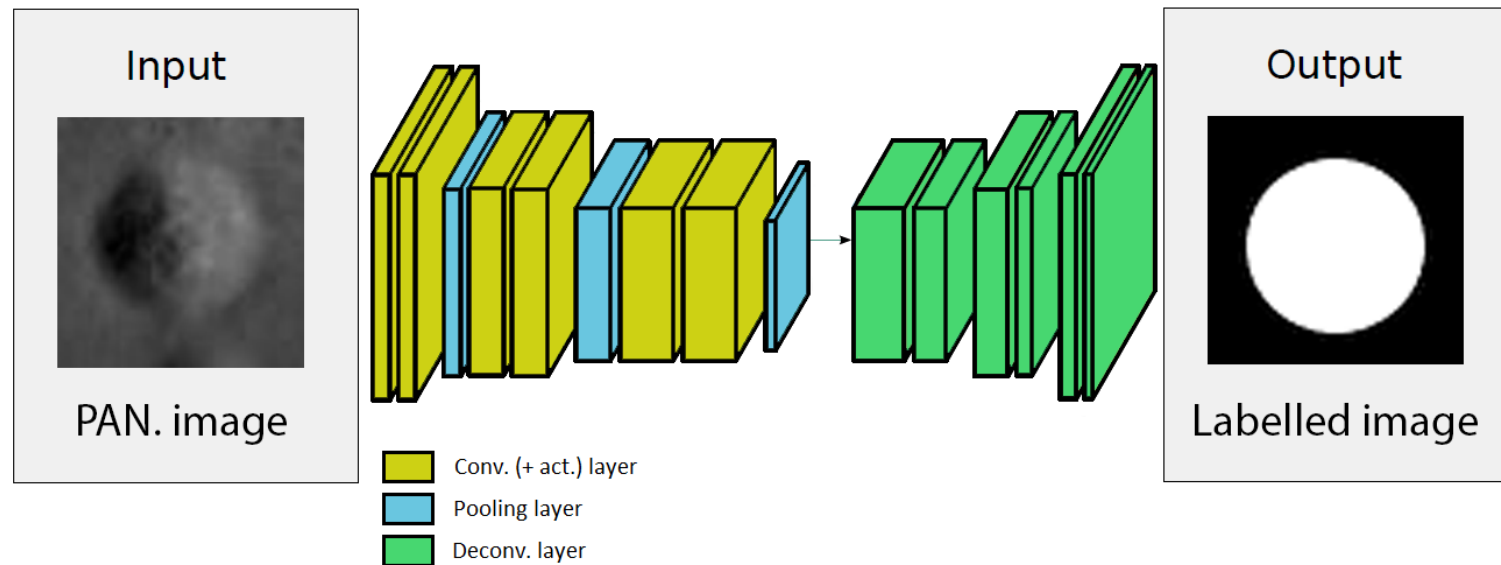 Input
PAN. image
Conv. (+ act.) layer
Pooling layer
Deconv. layer
Output
Labelled image